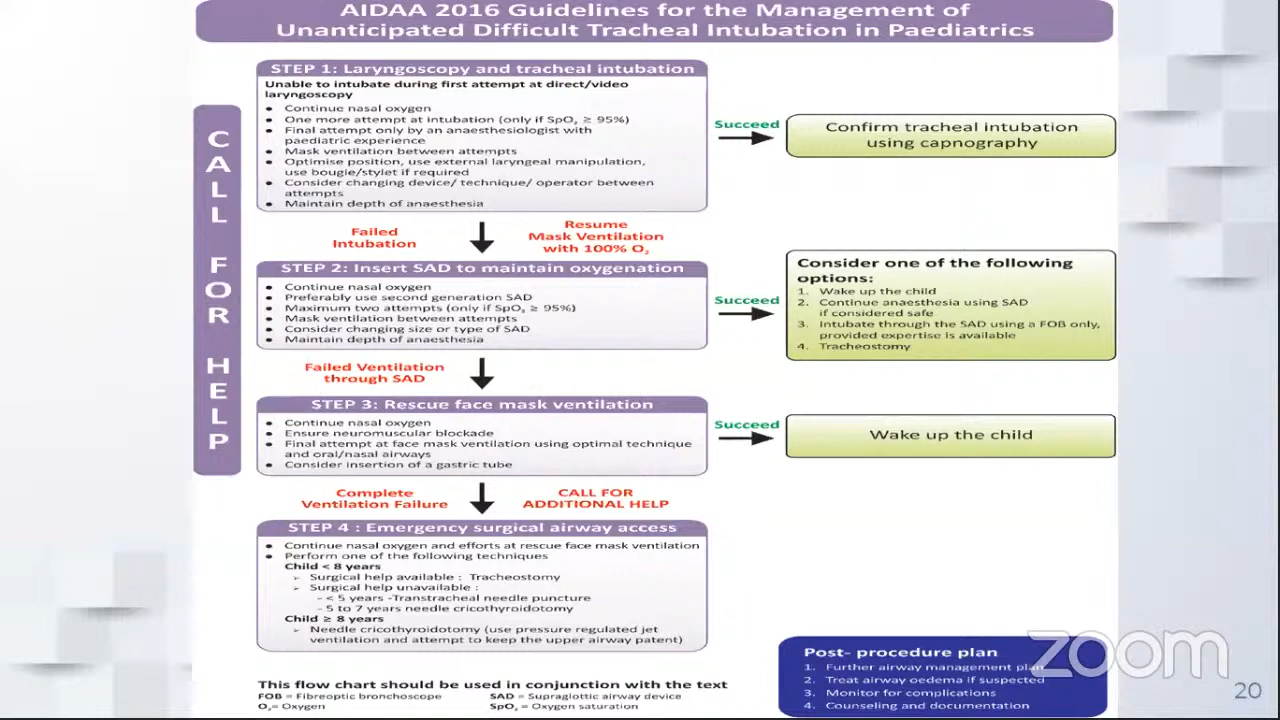 AIDAA 2016 Guidelines for the Management of
Unanticipated Difficult Tracheal Intubation in Paediatrics
CALL FOR HELP
STEP 1: Laryngoscopy and tracheal intubation
Unable to intubate during first attempt at direct/video
laryngoscopy
• Continue nasal oxygen
• One more attempt at intubation (only if SpO₂ ≥ 95%)
• Final attempt only by an anaesthesiologist with
paediatric experience
• Mask ventilation between attempts
• Optimise position, use external laryngeal manipulation,
use bougie/stylet if required
• Consider changing device/ technique/ operator between
attempts
• Maintain depth of anaesthesia
Succeed
Confirm tracheal intubation
using capnography
Failed
Intubation
Resume
Mask Ventilation
with 100% O₂
STEP 2: Insert SAD to maintain oxygenation
• Continue nasal oxygen
• Preferably use second generation SAD
• Maximum two attempts (only if SpO₂ ≥ 95%)
• Mask ventilation between attempts
• Consider changing size or type of SAD
• Maintain depth of anaesthesia
Succeed
Consider one of the following
options:
1. Wake up the child
2. Continue anaesthesia using SAD
if considered safe
3. Intubate through the SAD using a FOB only,
provided expertise is available
4. Tracheostomy
Failed Ventilation
through SAD
STEP 3: Rescue face mask ventilation
• Continue nasal oxygen
• Ensure neuromuscular blockade
• Final attempt at face mask ventilation using optimal technique
and oral/nasal airways
• Consider insertion of a gastric tube
Succeed
Wake up the child
Complete
Ventilation Failure
CALL FOR
ADDITIONAL HELP
STEP 4 : Emergency surgical airway access
• Continue nasal oxygen and efforts at rescue face mask ventilation
• Perform one of the following techniques
Child < 8 years
➢ Surgical help available : Tracheostomy
➢ Surgical help unavailable :
- < 5 years -Transtracheal needle puncture
- 5 to 7 years needle cricothyroidotomy
Child ≥ 8 years
➢ Needle cricothyroidotomy (use pressure regulated jet
ventilation and attempt to keep the upper airway patent)
Post- procedure plan
1. Further airway management plan
2. Treat airway oedema if suspected
3. Monitor for complications
4. Counseling and documentation
zoom
20
This flow chart should be used in conjunction with the text
FOB = Fibreoptic bronchoscope SAD = Supraglottic airway device
O₂= Oxygen SpO₂ = Oxygen saturation